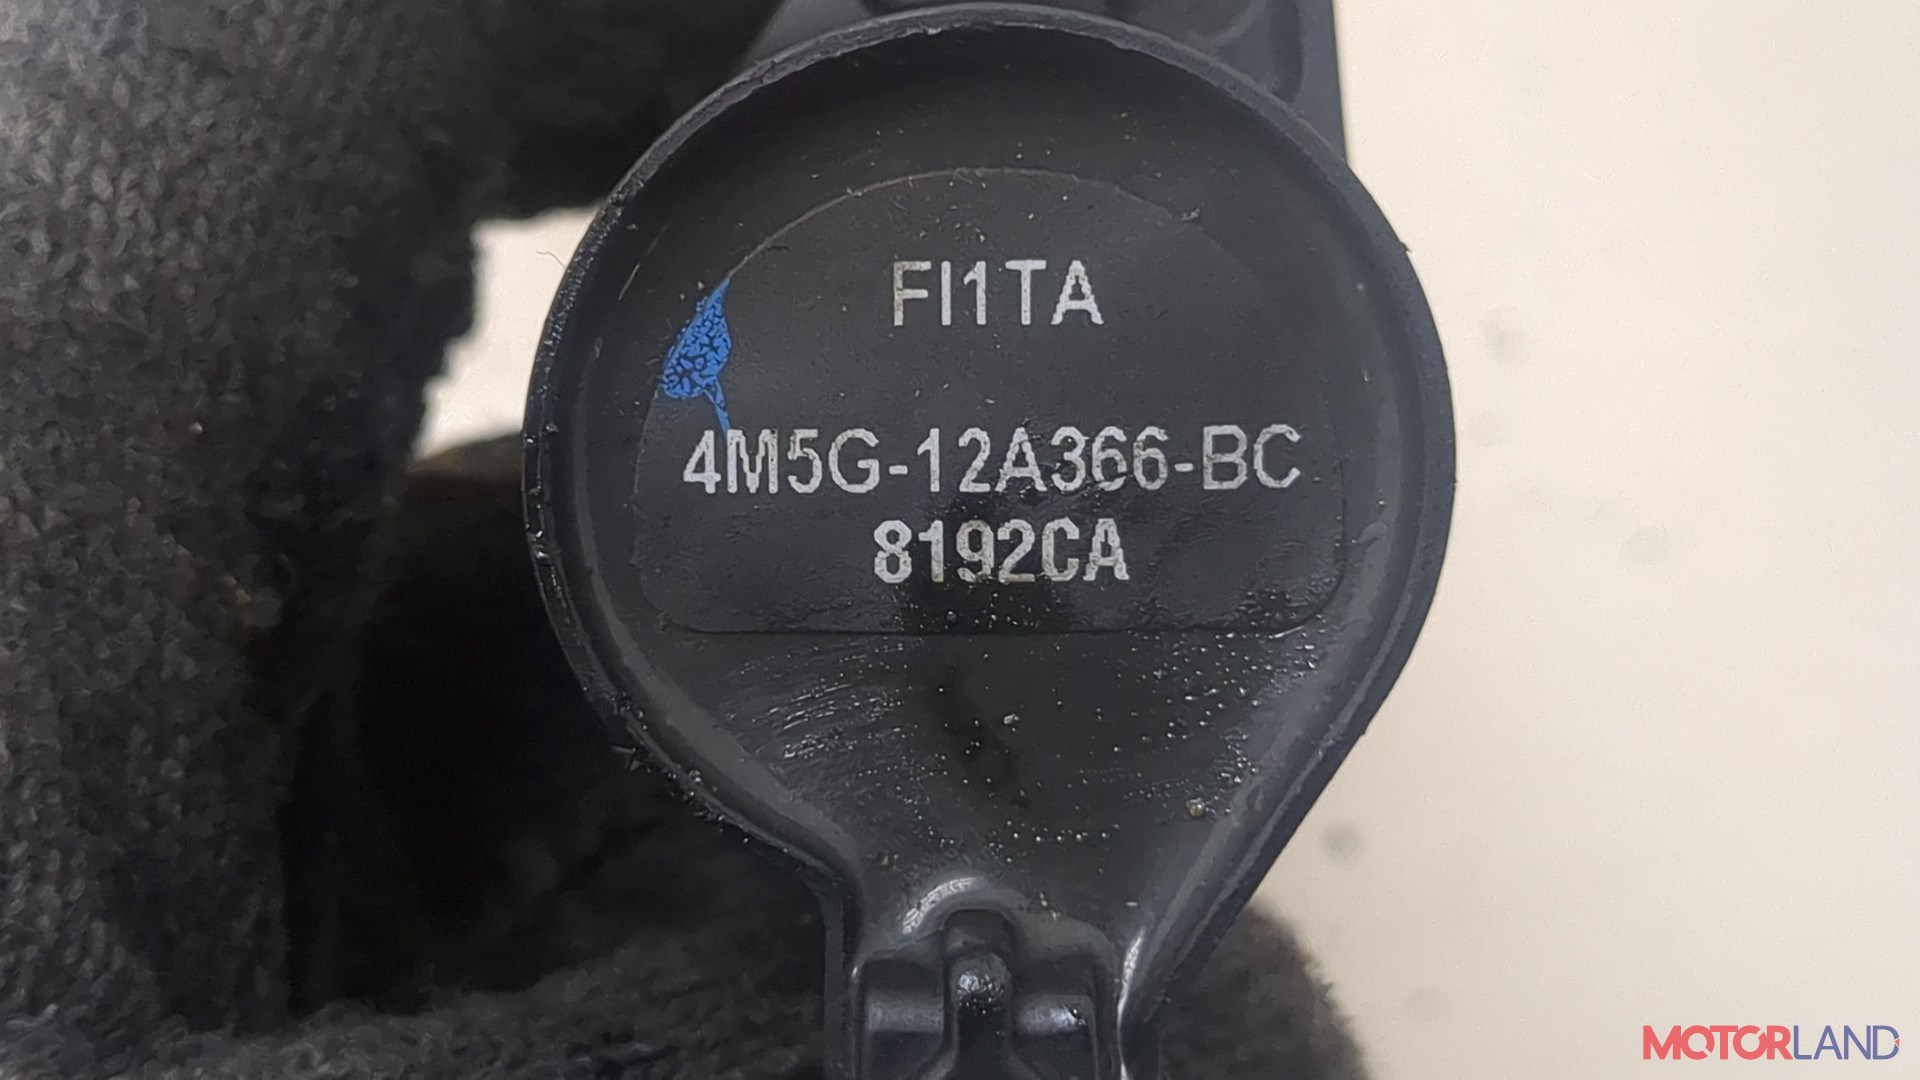 FI1TA
4M5G-12A366-BC
8192CA
MOTORLAND